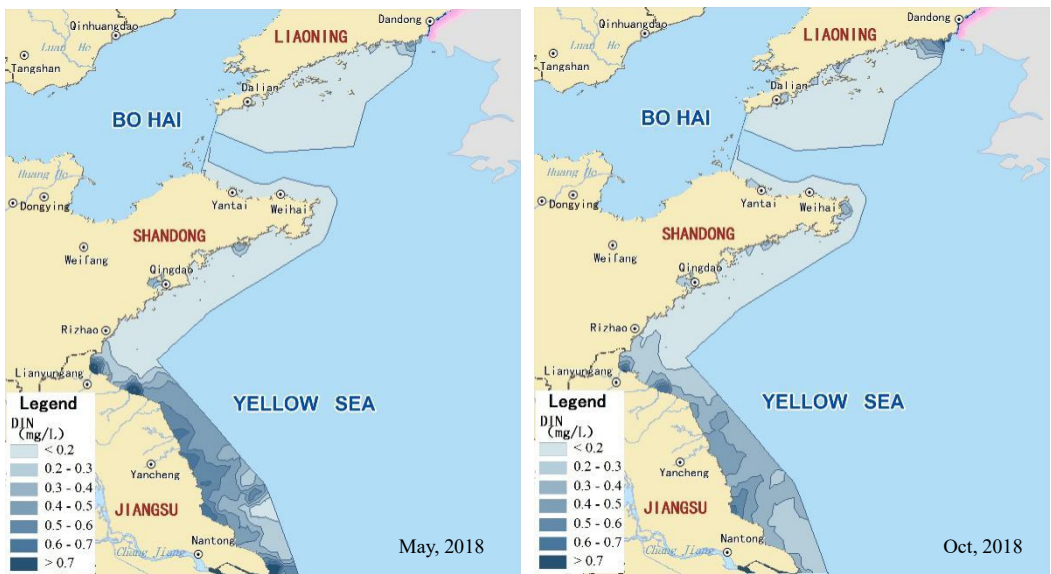 Dandong
Qinhuangdao
LIAONING
Luan Ho
Tangshan
Dalian
BO HAI
Huang Ho
Dongying
Yantai
Weihai
SHANDONG
Weifang
Qingdao
Rizhao
Lianyungang
YELLOW SEA
Legend
DIN
(mg/L)
< 0.2
0.2 - 0.3
0.3 - 0.4
0.4 - 0.5
0.5 - 0.6
0.6 - 0.7
> 0.7
Yancheng
JIANGSU
Nantong
Chang Jiang
May, 2018
Dandong
Qinhuangdao
LIAONING
Luan Ho
Tangshan
Dalian
BO HAI
Huang Ho
Dongying
Yantai
Weihai
SHANDONG
Weifang
Qingdao
Rizhao
Lianyungang
YELLOW SEA
Legend
DIN
(mg/L)
< 0.2
0.2 - 0.3
0.3 - 0.4
0.4 - 0.5
0.5 - 0.6
0.6 - 0.7
> 0.7
Yancheng
JIANGSU
Nantong
Chang Jiang
Oct, 2018